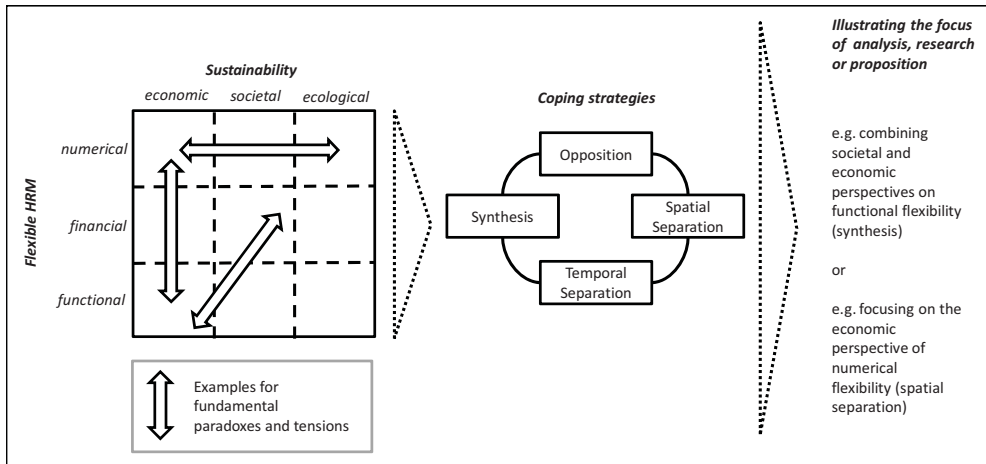 Sustainability
economic societal ecological
Flexible HRM
numerical
financial
functional
Examples for
fundamental
paradoxes and tensions
Coping strategies
Opposition
Synthesis
Spatial
Separation
Temporal
Separation
Illustrating the focus
of analysis, research
or proposition
e.g. combining
societal and
economic
perspectives on
functional flexibility
(synthesis)
or
e.g. focusing on the
economic
perspective of
numerical
flexibility (spatial
separation)